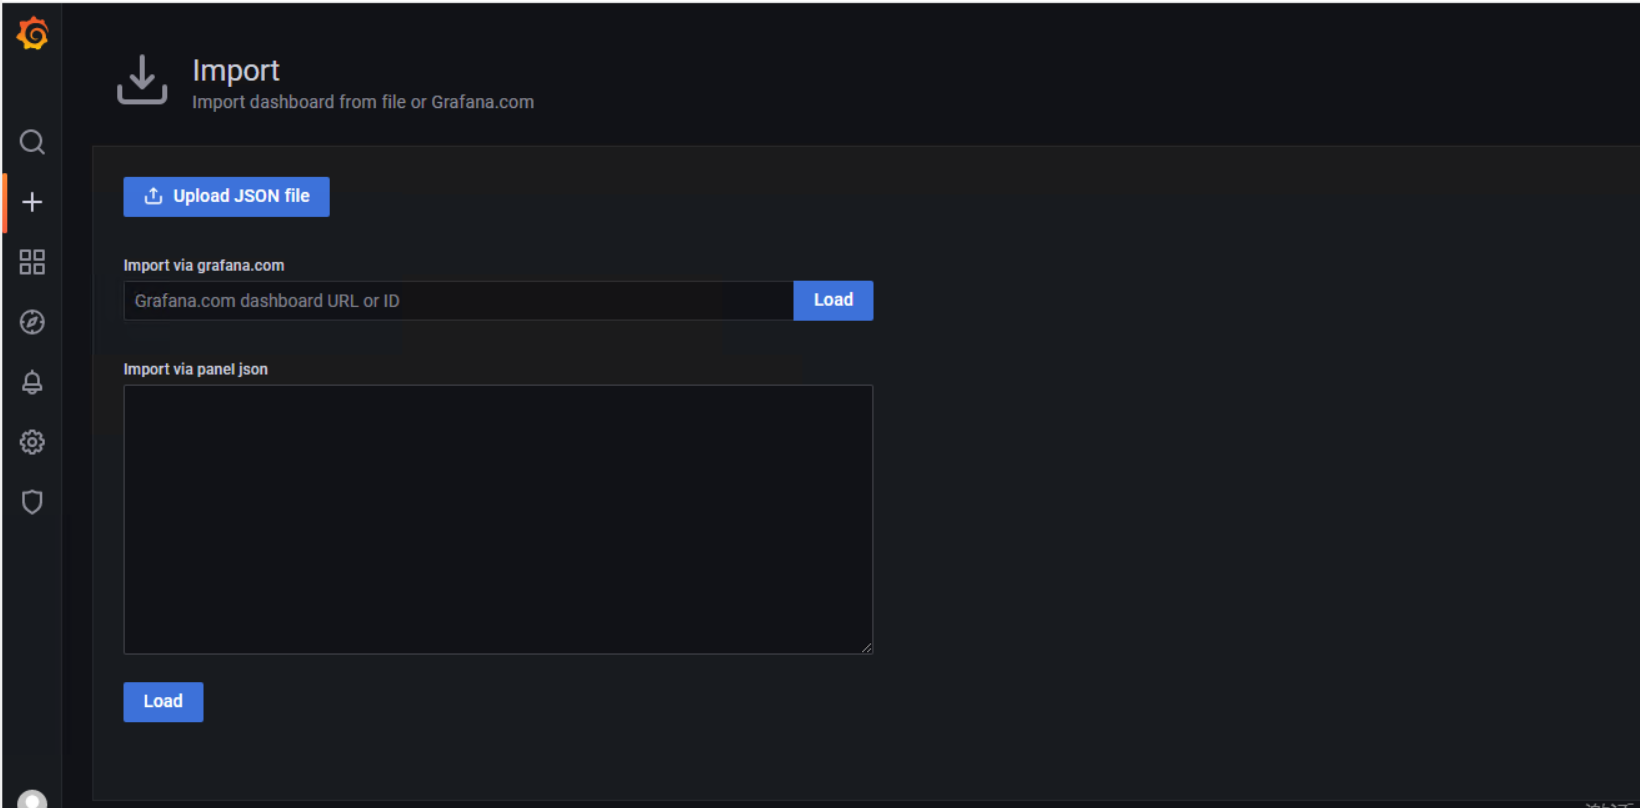 Import
Import dashboard from file or Grafana.com
Upload JSON file
Import via grafana.com
Grafana.com dashboard URL or ID
Load
Import via panel json
Load